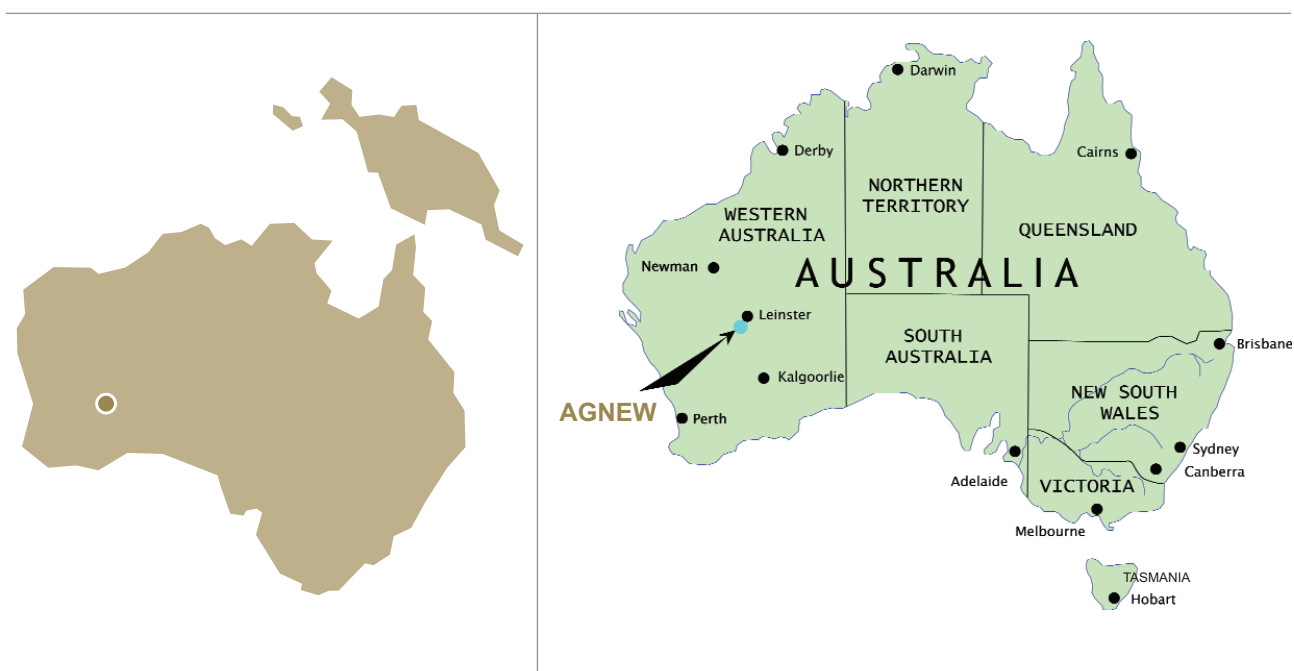 Darwin
Derby
Cairns
NORTHERN
TERRITORY
WESTERN
AUSTRALIA
QUEENSLAND
Newman
AUSTRALIA
Leinster
SOUTH
AUSTRALIA
Brisbane
Kalgoorlie
NEW SOUTH
WALES
AGNEW
Perth
Sydney
Canberra
Adelaide
VICTORIA
Melbourne
TASMANIA
Hobart